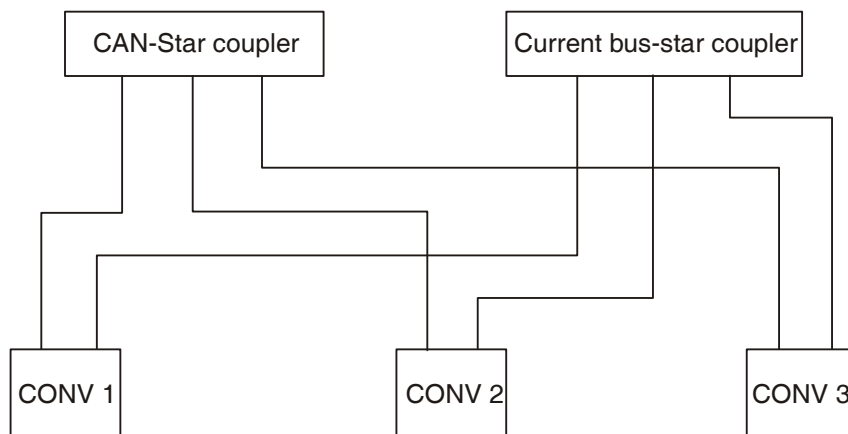 CAN-Star coupler
Current bus-star coupler
CONV 1
CONV 2
CONV 3